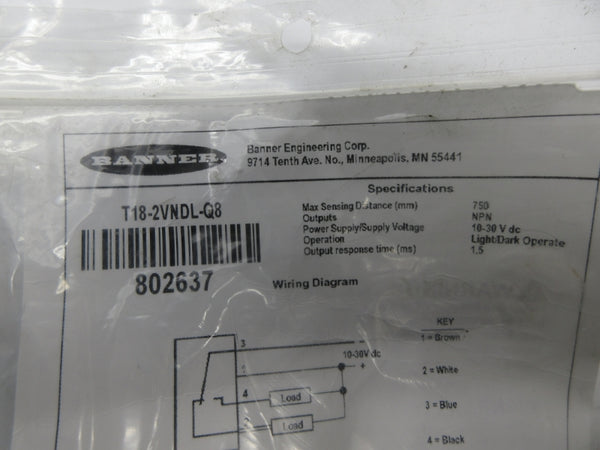 BANNER
Banner Engineering Corp.
9714 Tenth Ave. No., Minneapolis, MN 55441
T18-2VNDL-Q8
802637
Specifications
Max Sensing Distance (mm) 750
Outputs NPN
Power Supply/Supply Voltage 10-30 V dc
Operation Light/Dark Operate
Output response time (ms) 1.5
Wiring Diagram
3
10-30V dc
1
+
4
Load
2
Load
KEY
1 = Brown
2 = White
3 = Blue
4 = Black